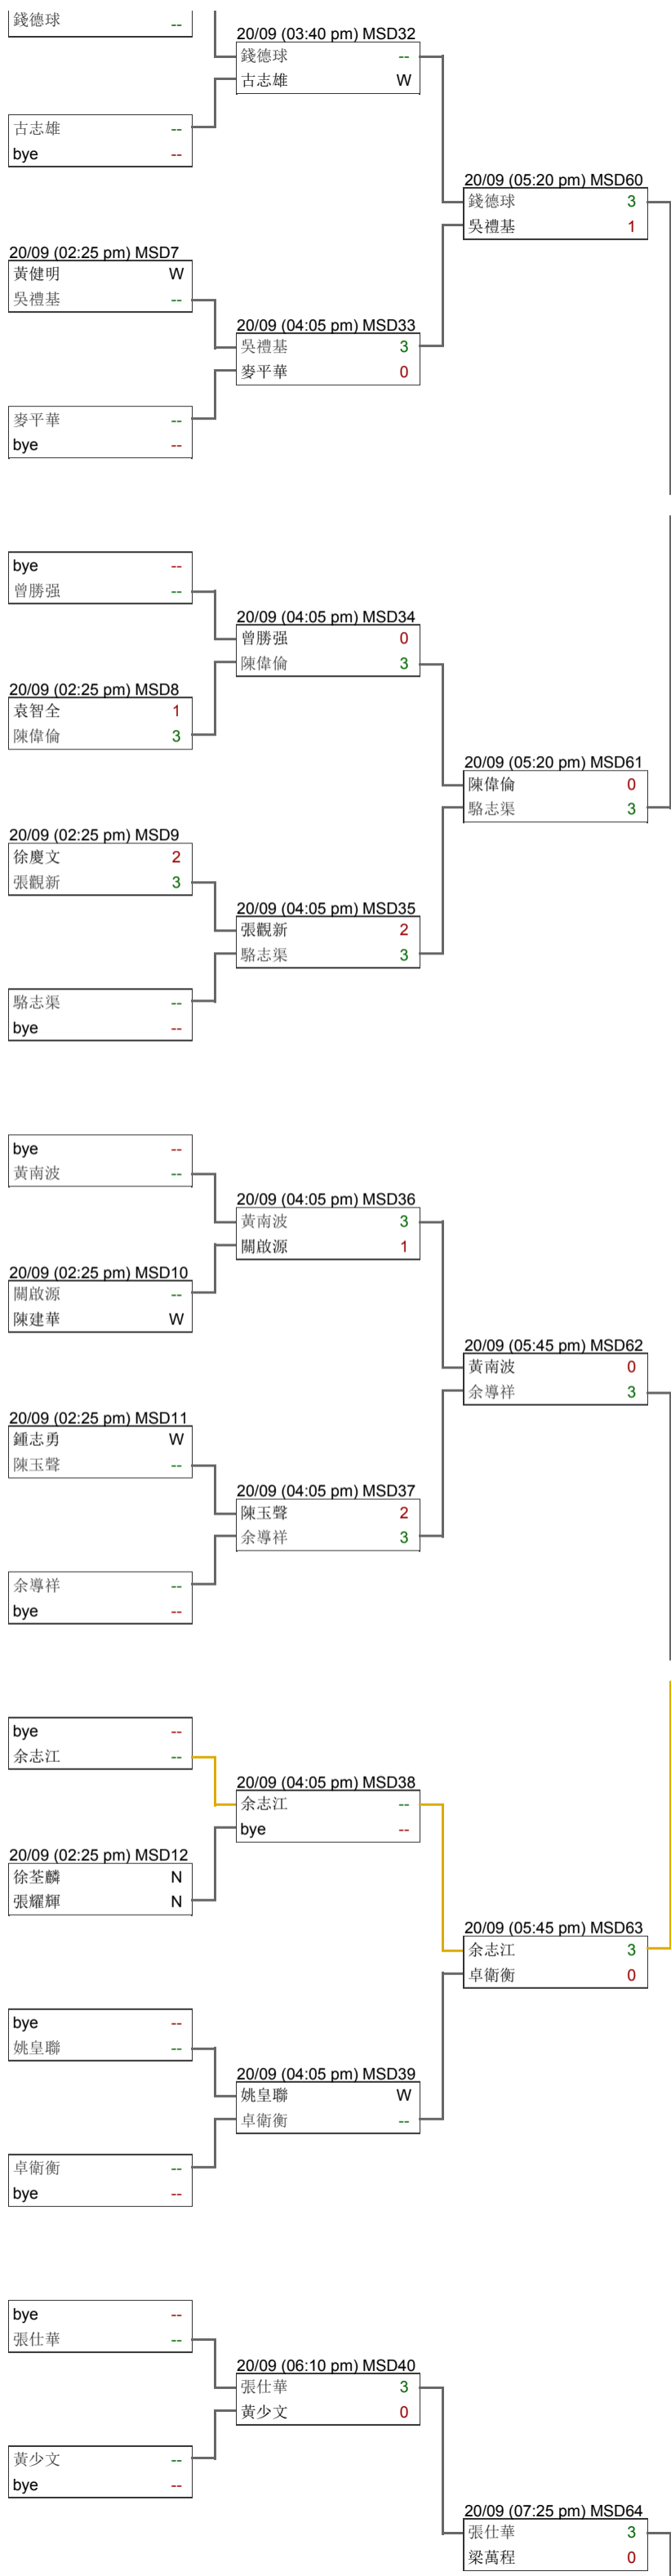 錢德球 --
20/09 (03:40 pm) MSD32
錢德球 --
古志雄 W
古志雄 --
bye --
20/09 (05:20 pm) MSD60
錢德球 3
吳禮基 1
20/09 (02:25 pm) MSD7
黃健明 W
吳禮基 --
20/09 (04:05 pm) MSD33
吳禮基 3
麥平華 0
麥平華 --
bye --
bye --
曾勝强 --
20/09 (04:05 pm) MSD34
曾勝强 0
陳偉倫 3
20/09 (02:25 pm) MSD8
袁智全 1
陳偉倫 3
20/09 (05:20 pm) MSD61
陳偉倫 0
駱志渠 3
20/09 (02:25 pm) MSD9
徐慶文 2
張觀新 3
20/09 (04:05 pm) MSD35
張觀新 2
駱志渠 3
駱志渠 --
bye --
bye --
黃南波 --
20/09 (04:05 pm) MSD36
黃南波 3
關啟源 1
20/09 (02:25 pm) MSD10
關啟源 --
陳建華 W
20/09 (05:45 pm) MSD62
黃南波 0
余導祥 3
20/09 (02:25 pm) MSD11
鍾志勇 W
陳玉聲 --
20/09 (04:05 pm) MSD37
陳玉聲 2
余導祥 3
余導祥 --
bye --
bye --
余志江 --
20/09 (04:05 pm) MSD38
余志江 --
bye --
20/09 (02:25 pm) MSD12
徐荃麟 N
張耀輝 N
20/09 (05:45 pm) MSD63
余志江 3
卓衛衡 0
bye --
姚皇聯 --
20/09 (04:05 pm) MSD39
姚皇聯 W
卓衛衡 --
卓衛衡 --
bye --
bye --
張仕華 --
20/09 (06:10 pm) MSD40
張仕華 3
黃少文 0
黃少文 --
bye --
20/09 (07:25 pm) MSD64
張仕華 3
梁萬程 0